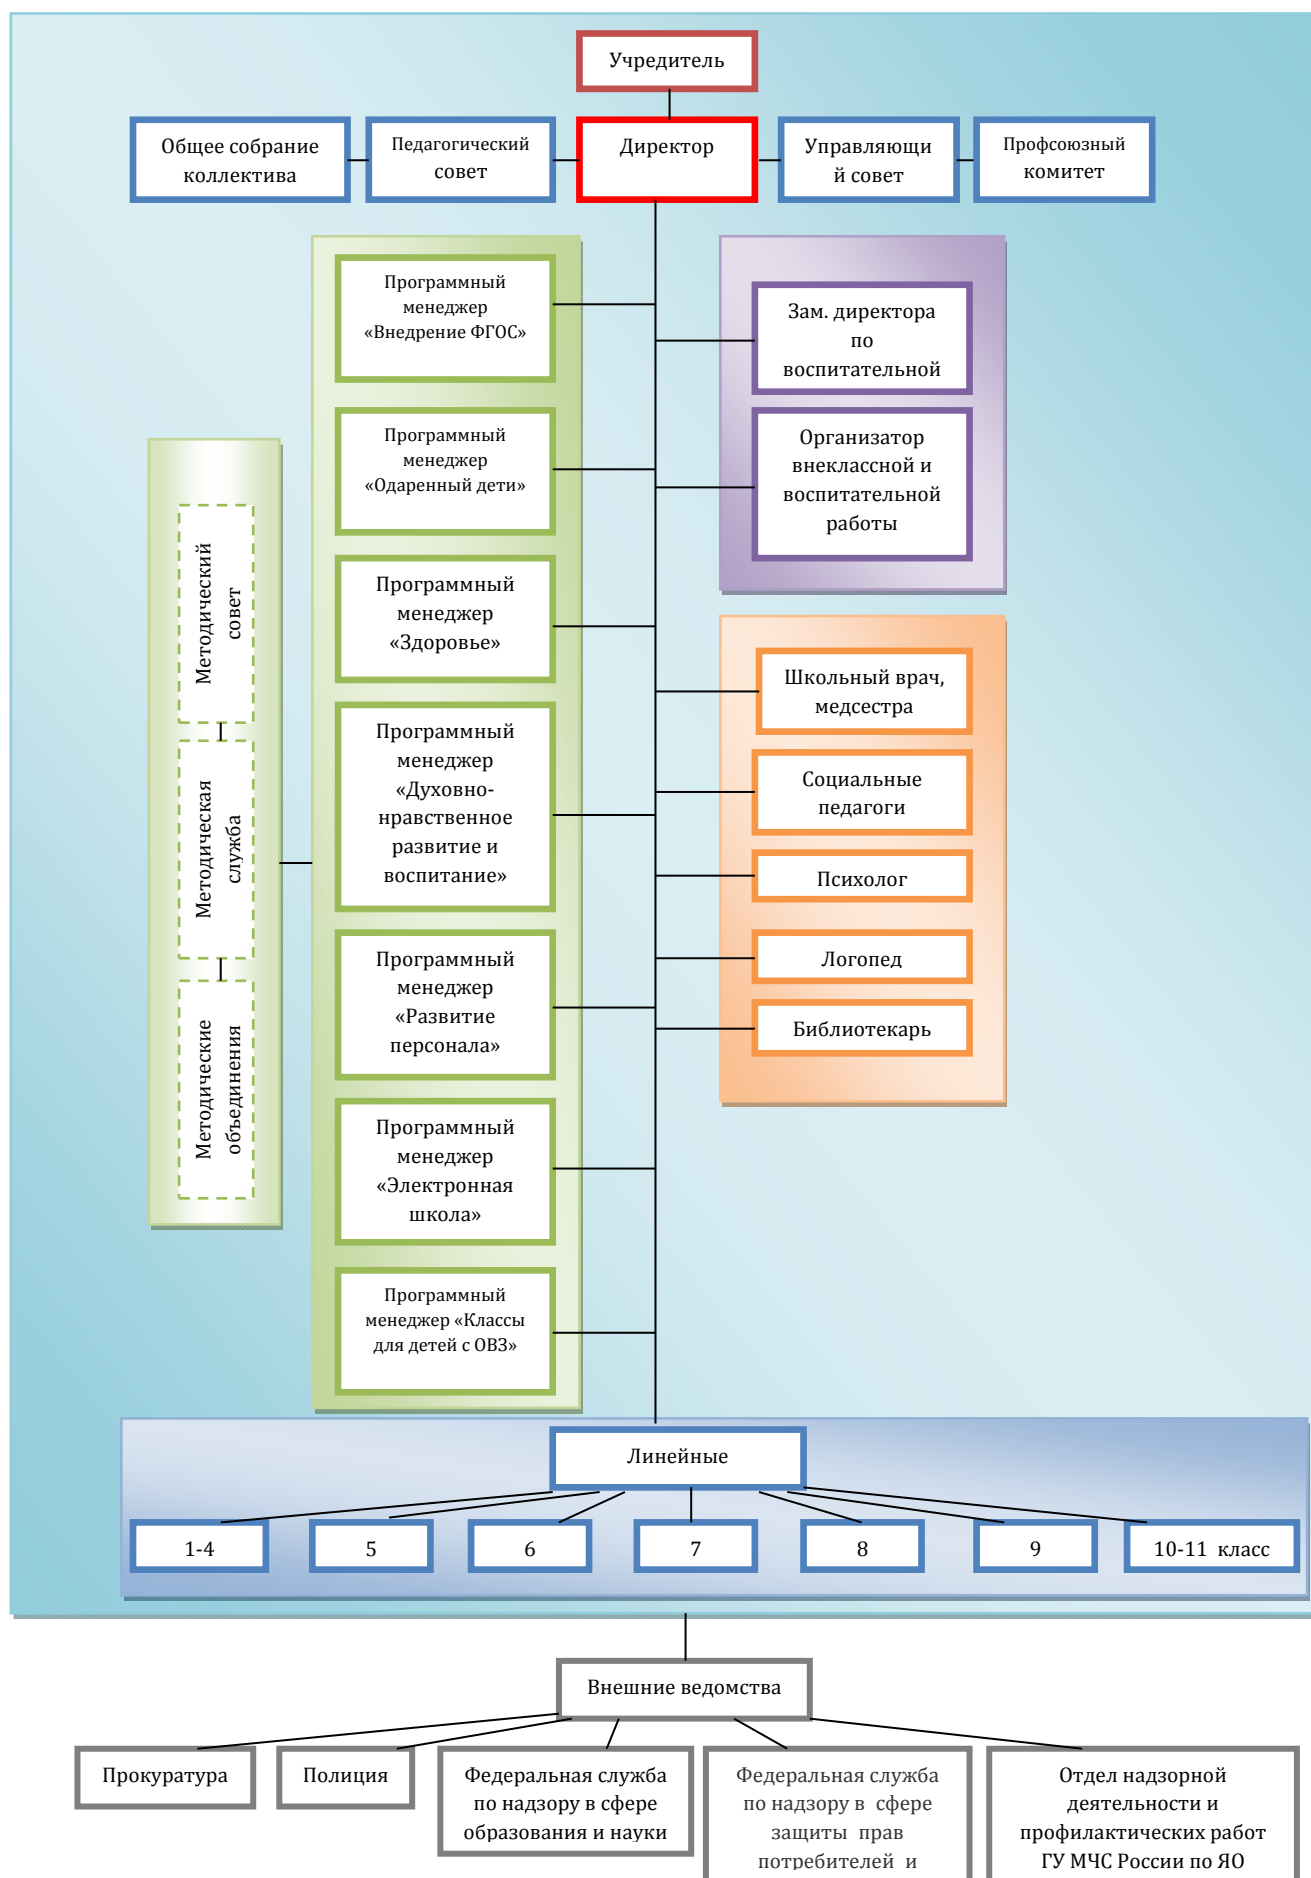 Учредитель
Общее собрание
коллектива
Педагогический
совет
Директор
Управляющи
й совет
Профсоюзный
комитет
Программный
менеджер
«Внедрение ФГОС»
Программный
менеджер
«Одаренный дети»
Программный
менеджер
«Здоровье»
Программный
менеджер
«Духовно-
нравственное
развитие и
воспитание»
Программный
менеджер
«Развитие
персонала»
Программный
менеджер
«Электронная
школа»
Программный
менеджер «Классы
для детей с ОВЗ»
Методический
совет
Методическая
служба
Методические
объединения
Зам. директора
по
воспитательной
Организатор
внеклассной и
воспитательной
работы
Школьный врач,
медсестра
Социальные
педагоги
Психолог
Логопед
Библиотекарь
Линейные
1-4
5
6
7
8
9
10-11 класс
Внешние ведомства
Прокуратура
Полиция
Федеральная служба
по надзору в сфере
образования и науки
Федеральная служба
по надзору в сфере
защиты прав
потребителей и
Отдел надзорной
деятельности и
профилактических работ
ГУ МЧС России по ЯО